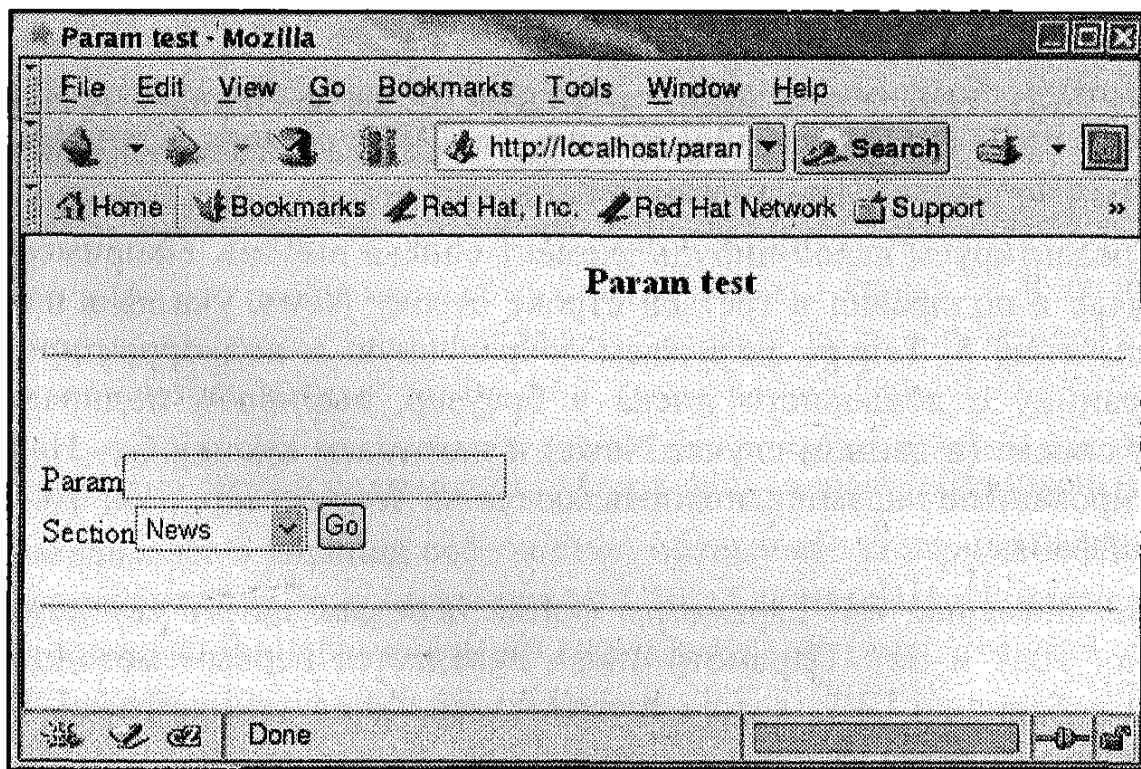 Param test - Mozilla
File Edit View Go Bookmarks Tools Window Help
http://localhost/paran Search
Home Bookmarks Red Hat, Inc. Red Hat Network Support »
Param test
Param
Section News Go
Done